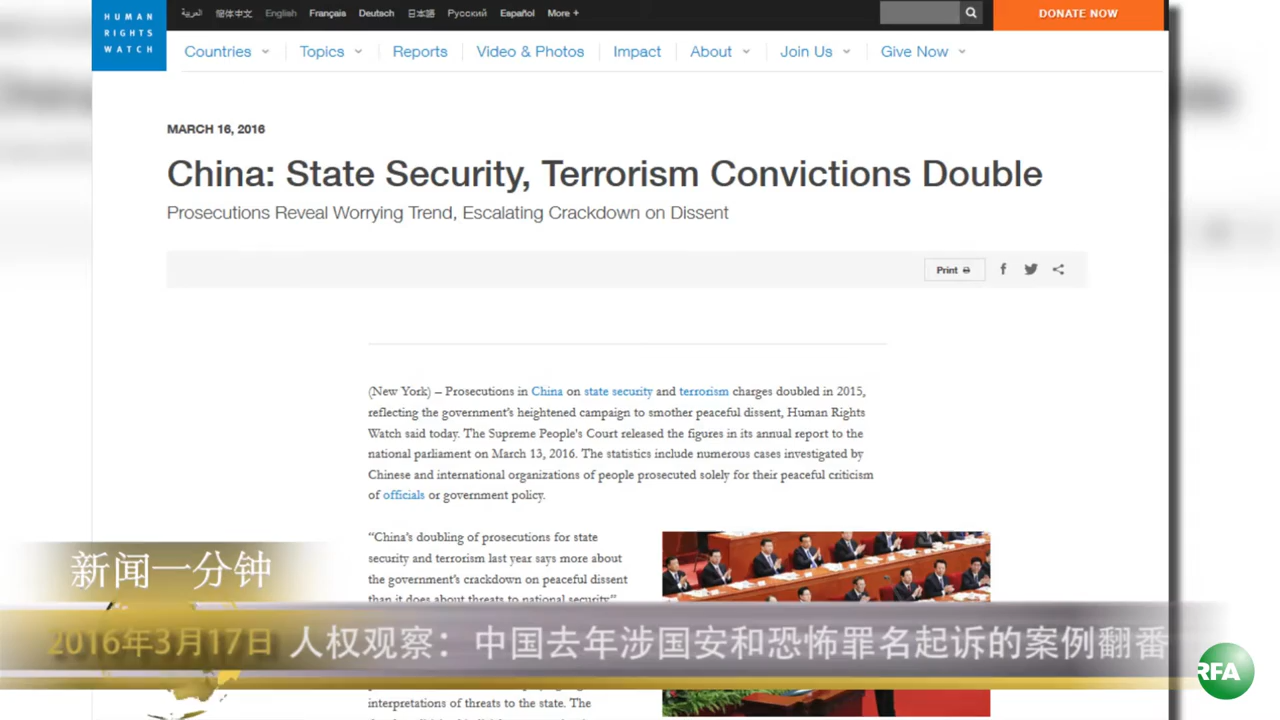 HUMAN
RIGHTS
WATCH
العربية 簡体中文 English Français Deutsch 日本語 Русский Español More +
DONATE NOW
Countries Topics Reports Video & Photos Impact About Join Us Give Now
MARCH 16, 2016
China: State Security, Terrorism Convictions Double
Prosecutions Reveal Worrying Trend, Escalating Crackdown on Dissent
Print
(New York) – Prosecutions in China on state security and terrorism charges doubled in 2015,
reflecting the government's heightened campaign to smother peaceful dissent, Human Rights
Watch said today. The Supreme People's Court released the figures in its annual report to the
national parliament on March 13, 2016. The statistics include numerous cases investigated by
Chinese and international organizations of people prosecuted solely for their peaceful criticism
of officials or government policy.
“China's doubling of prosecutions for state
security and terrorism last year says more about
the government's crackdown on peaceful dissent
than it does about threats to national security,”
新闻一分钟
2016年3月17日 人权观察：中国去年涉国安和恐怖罪名起诉的案例翻番
RFA
interpretations of threats to the state. The